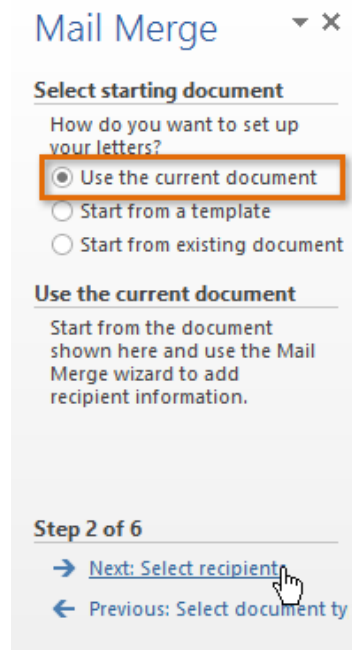 Mail Merge
Select starting document
How do you want to set up
your letters?
Use the current document
Start from a template
Start from existing document
Use the current document
Start from the document
shown here and use the Mail
Merge wizard to add
recipient information.
Step 2 of 6
Next: Select recipient
Previous: Select document ty